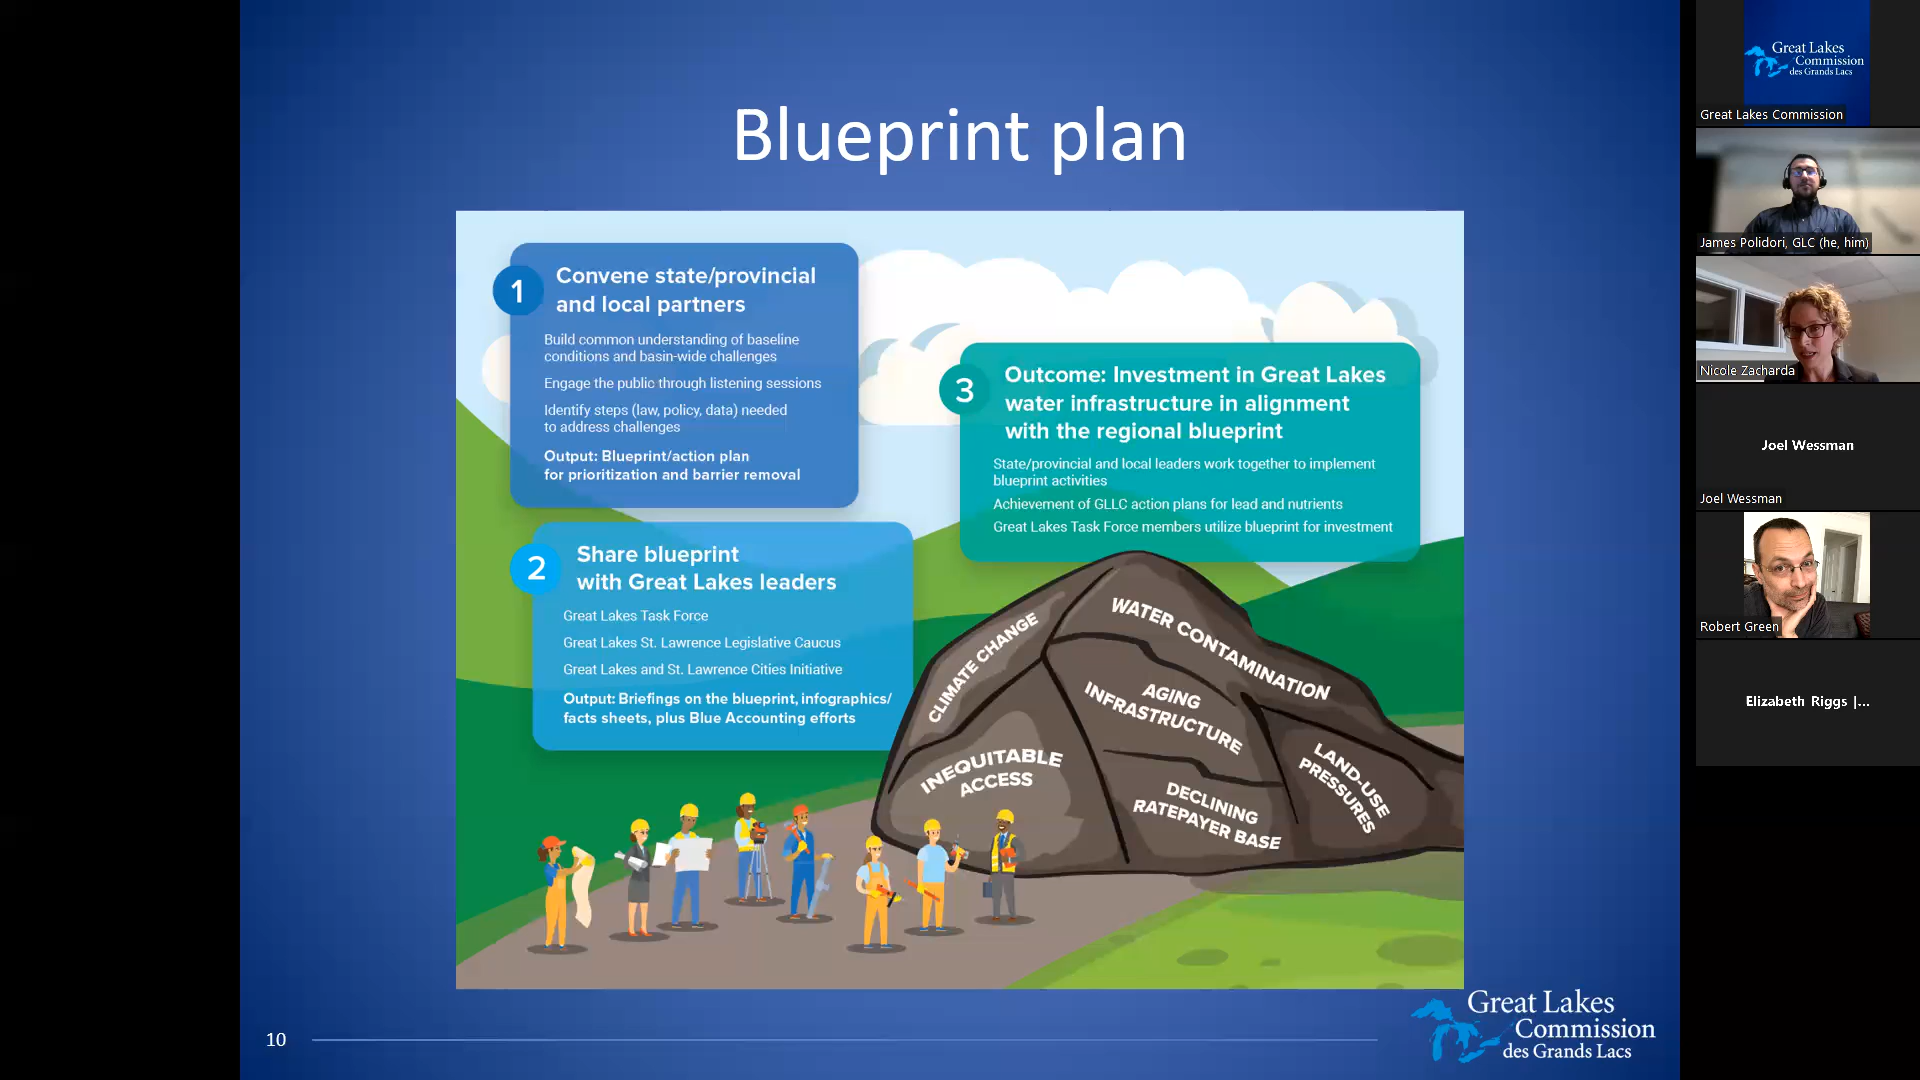 Blueprint plan
1
Convene state/provincial
and local partners
Build common understanding of baseline
conditions and basin-wide challenges
Engage the public through listening sessions
Identify steps (law, policy, data) needed
to address challenges
Output: Blueprint/action plan
for prioritization and barrier removal
2
Share blueprint
with Great Lakes leaders
Great Lakes Task Force
Great Lakes St. Lawrence Legislative Caucus
Great Lakes and St. Lawrence Cities Initiative
Output: Briefings on the blueprint, infographics/
facts sheets, plus Blue Accounting efforts
3
Outcome: Investment in Great Lakes
water infrastructure in alignment
with the regional blueprint
State/provincial and local leaders work together to implement
blueprint activities
Achievement of GLLC action plans for lead and nutrients
Great Lakes Task Force members utilize blueprint for investment
CLIMATE CHANGE
WATER CONTAMINATION
AGING
INFRASTRUCTURE
INEQUITABLE
ACCESS
DECLINING
RATEPAYER BASE
LAND-USE
PRESSURES
10
Great Lakes
Commission
des Grands Lacs
Great Lakes
Commission
des Grands Lacs
Great Lakes Commission
James Polidori, GLC (he, him)
Nicole Zacharda
Joel Wessman
Joel Wessman
Robert Green
Elizabeth Riggs |...